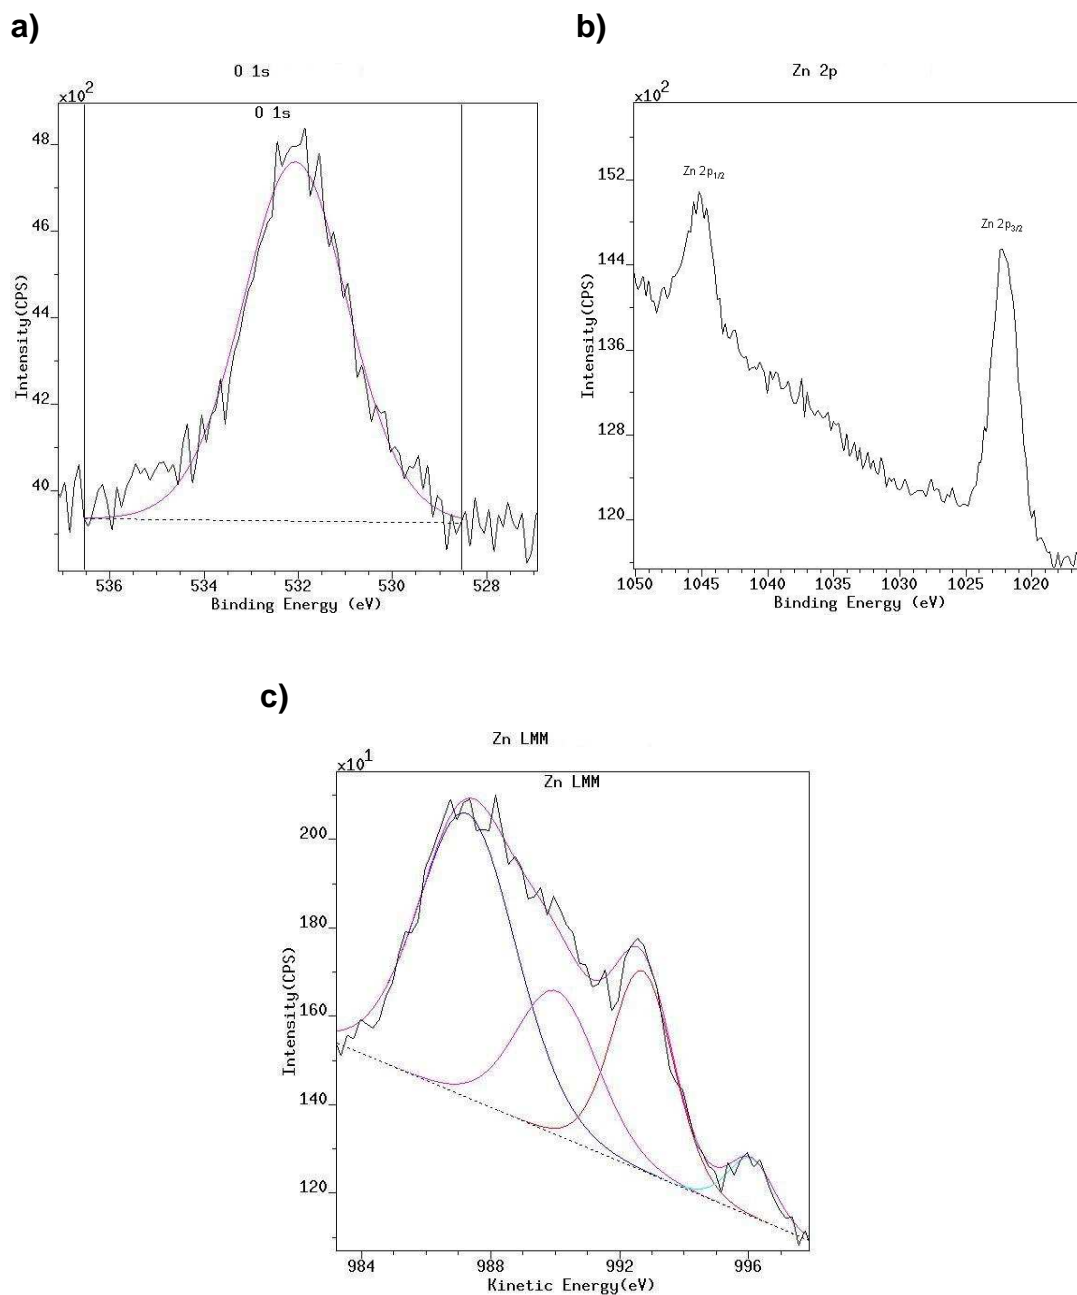 a)
O 1s
x10²
O 1s
48
46
44
42
40
Intensity(CPS)
536 534 532 530 528
Binding Energy (eV)
b)
Zn 2p
x10²
Zn 2p1/2
Zn 2p3/2
152
144
136
128
120
Intensity(CPS)
1050 1045 1040 1035 1030 1025 1020
Binding Energy (eV)
c)
Zn LMM
x10¹
Zn LMM
200
180
160
140
120
Intensity(CPS)
984 988 992 996
Kinetic Energy(eV)